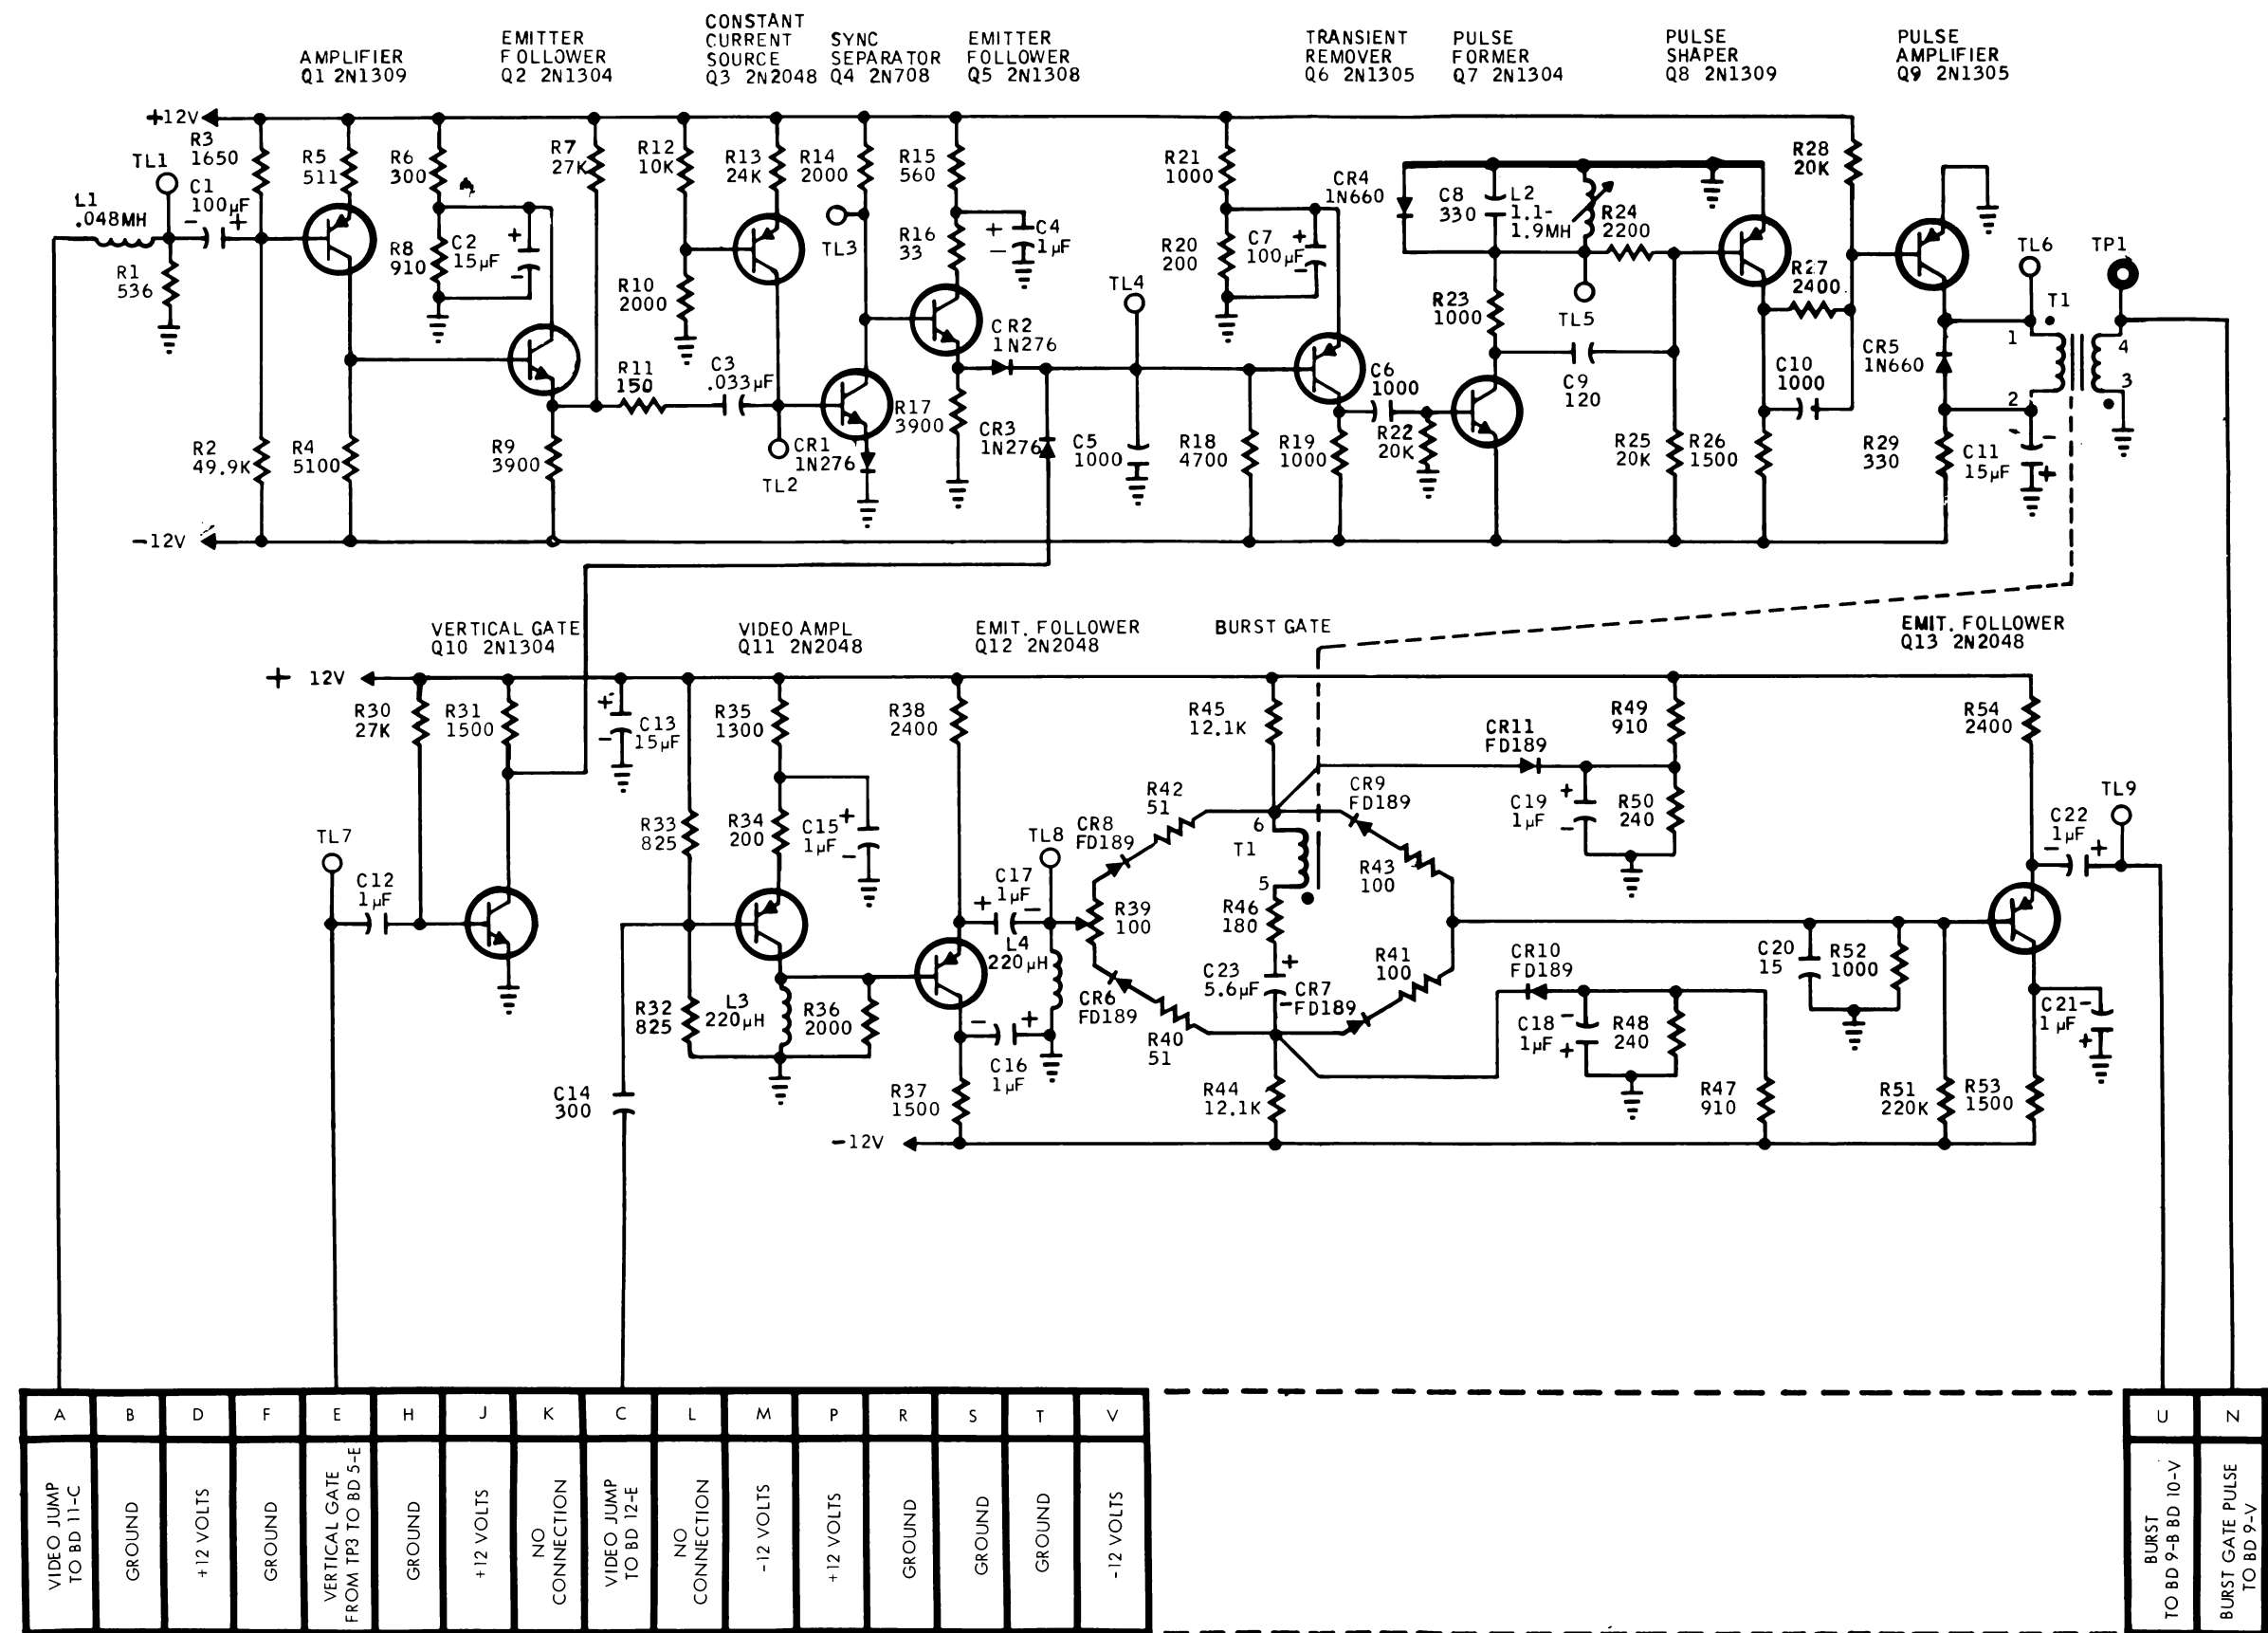 AMPLIFIER
Q1 2N1309
EMITTER
FOLLOWER
Q2 2N1304
CONSTANT
CURRENT
SOURCE
Q3 2N2048
SYNC
SEPARATOR
Q4 2N708
EMITTER
FOLLOWER
Q5 2N1308
TRANSIENT
REMOVER
Q6 2N1305
PULSE
FORMER
Q7 2N1304
PULSE
SHAPER
Q8 2N1309
PULSE
AMPLIFIER
Q9 2N1305
+12V
R3
1650
TL1
C1
100µF
- +
L1
.048MH
R1
536
R5
511
R6
300
R8
910
C2
15µF
+
-
R7
27K
R12
10K
R13
24K
R14
2000
TL3
R15
560
R16
33
+
-
C4
1µF
R10
2000
R11
150
C3
.033µF
TL2
CR1
1N276
R17
3900
CR2
1N276
CR3
1N276
TL4
C5
1000
R21
1000
R20
200
C7
100µF
+
-
R18
4700
R19
1000
C6
1000
R22
20K
CR4
1N660
C8
330
L2
1.1-
1.9MH
R24
2200
R23
1000
TL5
C9
120
R25
20K
R26
1500
R28
20K
R27
2400
C10
1000
CR5
1N660
R29
330
TL6
TP1
T1
1
2
4
3
C11
15µF
-
+
R2
49.9K
R4
5100
R9
3900
-12V
VERTICAL GATE
Q10 2N1304
VIDEO AMPL
Q11 2N2048
EMIT. FOLLOWER
Q12 2N2048
BURST GATE
EMIT. FOLLOWER
Q13 2N2048
+ 12V
R30
27K
R31
1500
+
-
C13
15µF
R35
1300
R38
2400
R45
12.1K
R49
910
R54
2400
TL7
C12
1µF
R33
825
R34
200
C15
1µF
+
-
TL8
C17
1µF
+ -
L4
220µH
R39
100
CR8
FD189
R42
51
6
T1
5
R46
180
C23
5.6µF
+
-
CR9
FD189
R43
100
CR11
FD189
C19
1µF
+
-
R50
240
TL9
C22
1µF
- +
R32
825
L3
220µH
R36
2000
- +
C16
1µF
CR6
FD189
R40
51
CR7
FD189
R41
100
CR10
FD189
C18
1µF
-
+
R48
240
C20
15
R52
1000
C21
1µF
-
+
C14
300
R37
1500
R44
12.1K
R47
910
R51
220K
R53
1500
-12V
A
B
D
F
E
H
J
K
C
L
M
P
R
S
T
V
U
N
VIDEO JUMP
TO BD 11-C
GROUND
+12 VOLTS
GROUND
VERTICAL GATE
FROM TP3 TO BD 5-E
GROUND
+12 VOLTS
NO
CONNECTION
VIDEO JUMP
TO BD 12-E
NO
CONNECTION
-12 VOLTS
+12 VOLTS
GROUND
GROUND
GROUND
-12 VOLTS
BURST
TO BD 9-B BD 10-V
BURST GATE PULSE
TO BD 9-V